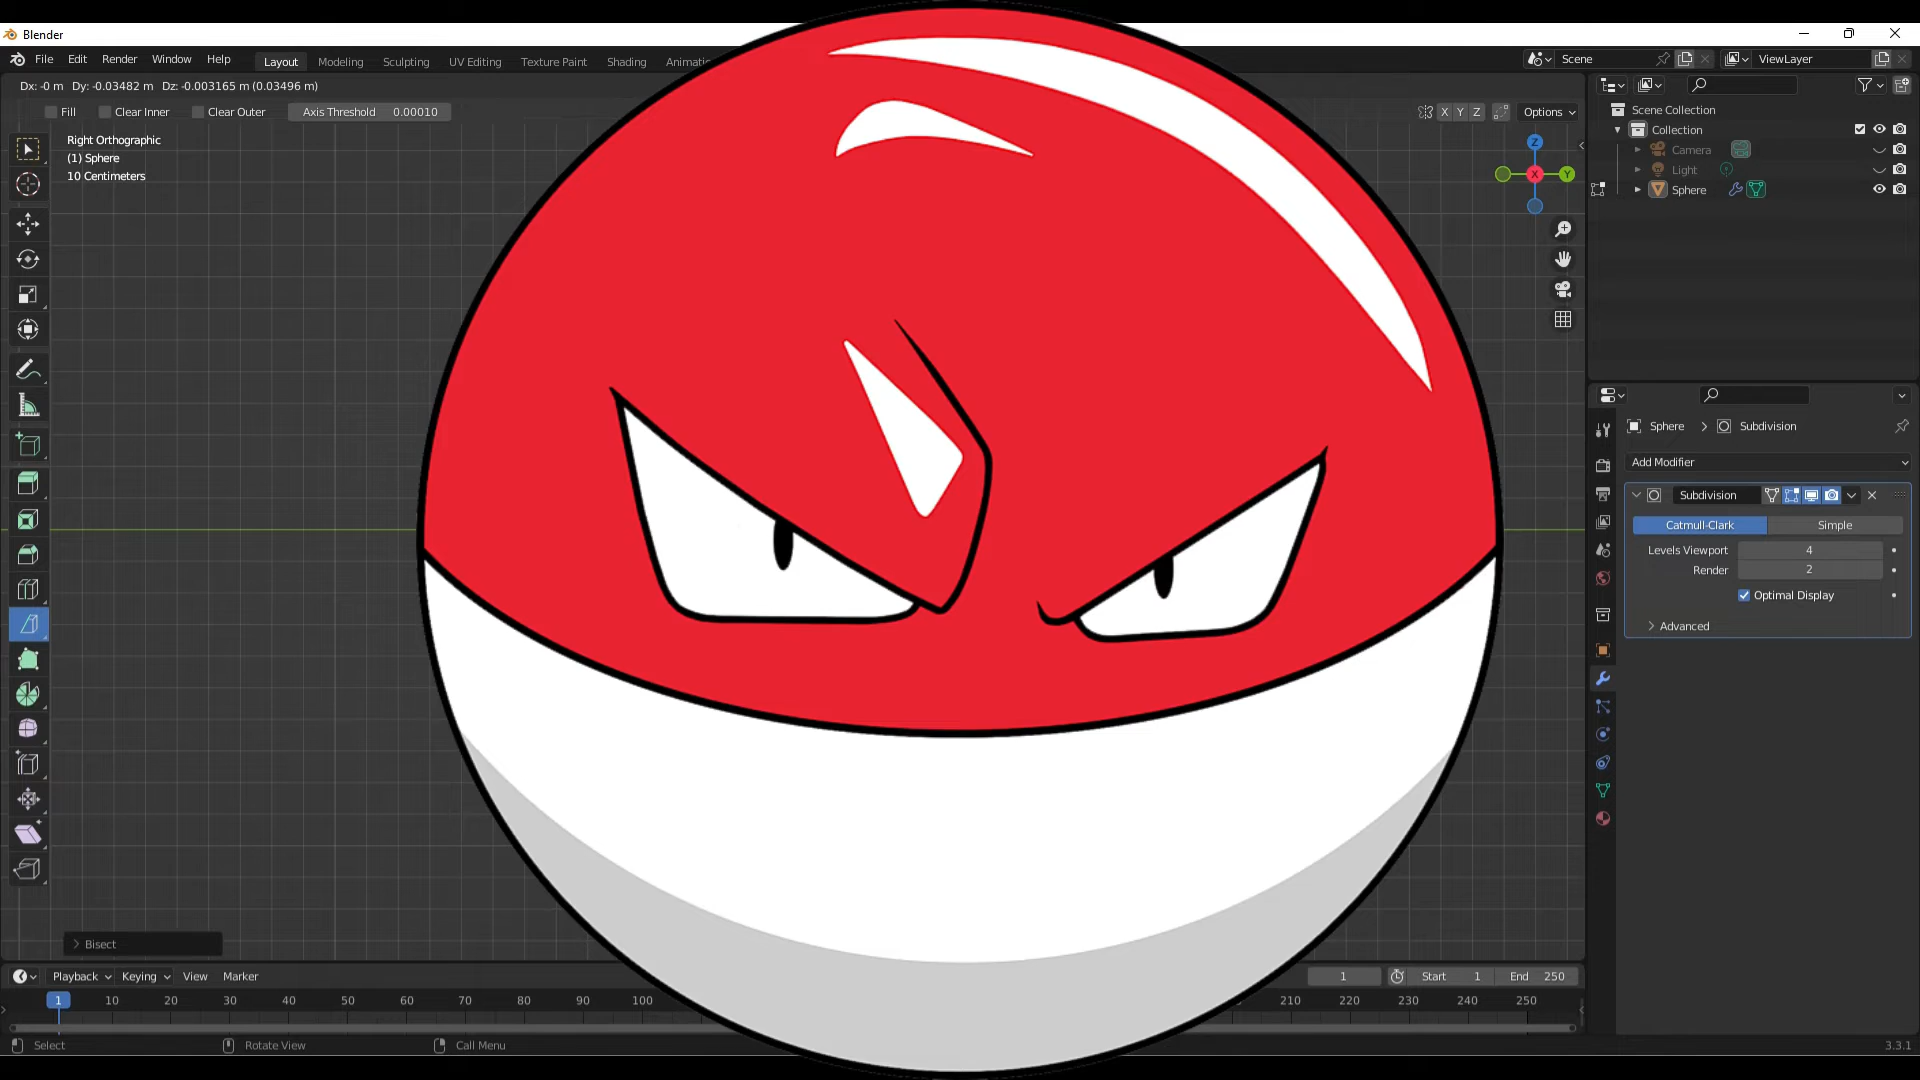 Blender
File Edit Render Window Help Layout Modeling Sculpting UV Editing Texture Paint Shading Scene ViewLayer
Dx: -0 m Dy: -0.03482 m Dz: -0.003165 m (0.03496 m)
Fill Clear Inner Clear Outer Axis Threshold 0.00010 X Y Z Options
Right Orthographic
(1) Sphere
10 Centimeters
Z
X
Y
Scene Collection
Collection
Camera
Light
Sphere
Sphere Subdivision
Add Modifier
Subdivision
Catmull-Clark Simple
Levels Viewport 4
Render 2
Optimal Display
Advanced
Bisect
Playback Keying View Marker 1 Start 1 End 250
1 10 20 30 40 50 60 70 80 90 100 210 220 230 240 250
Select Rotate View Call Menu 3.3.1